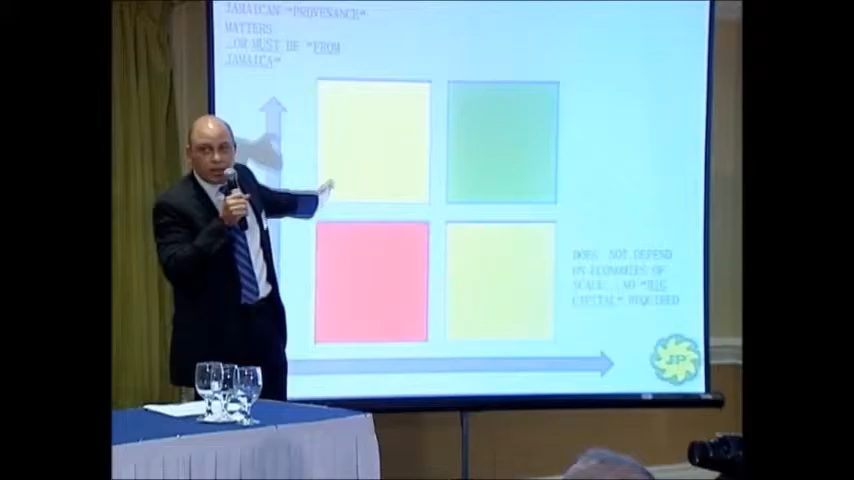 JAMAICAN "PROVENANCE"
MATTERS
...OR MUST BE "FROM
JAMAICA"
DOES NOT DEPEND
ON ECONOMIES OF
SCALE...NO "BIG
CAPITAL" REQUIRED
JP